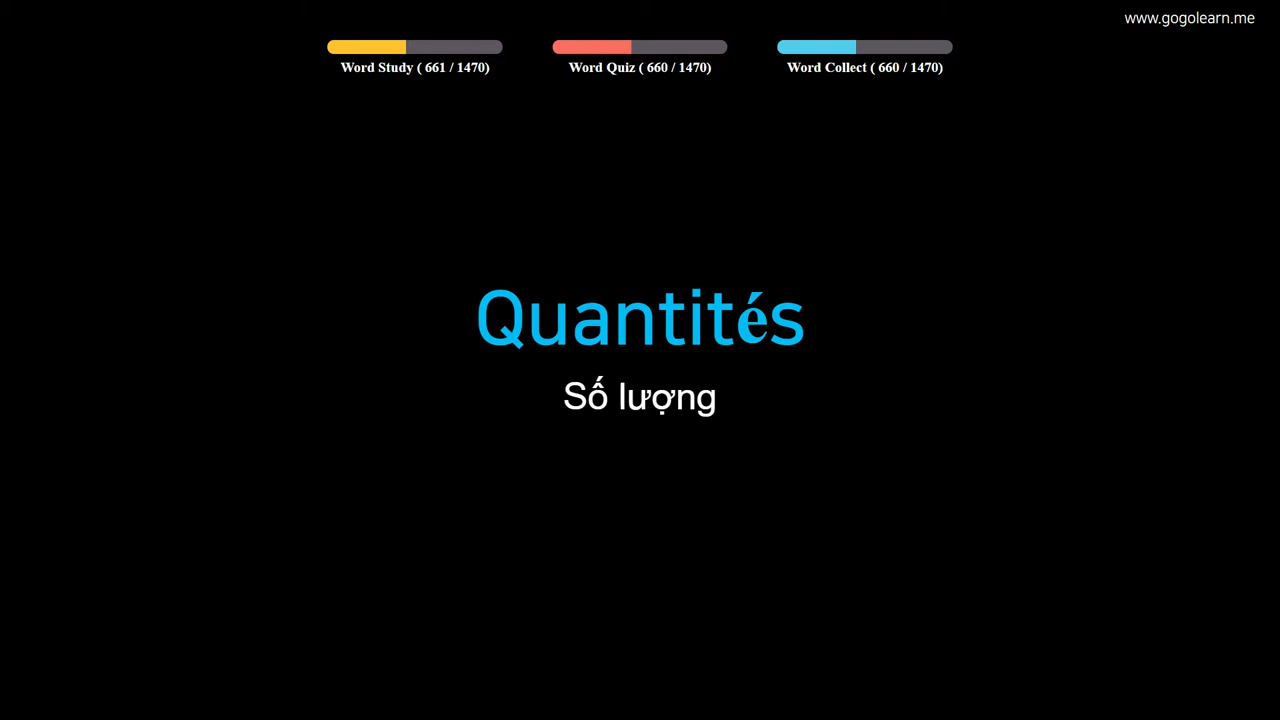 www.gogolearn.me
Word Study ( 661 / 1470)
Word Quiz ( 660 / 1470)
Word Collect ( 660 / 1470)
Quantités
Số lượng